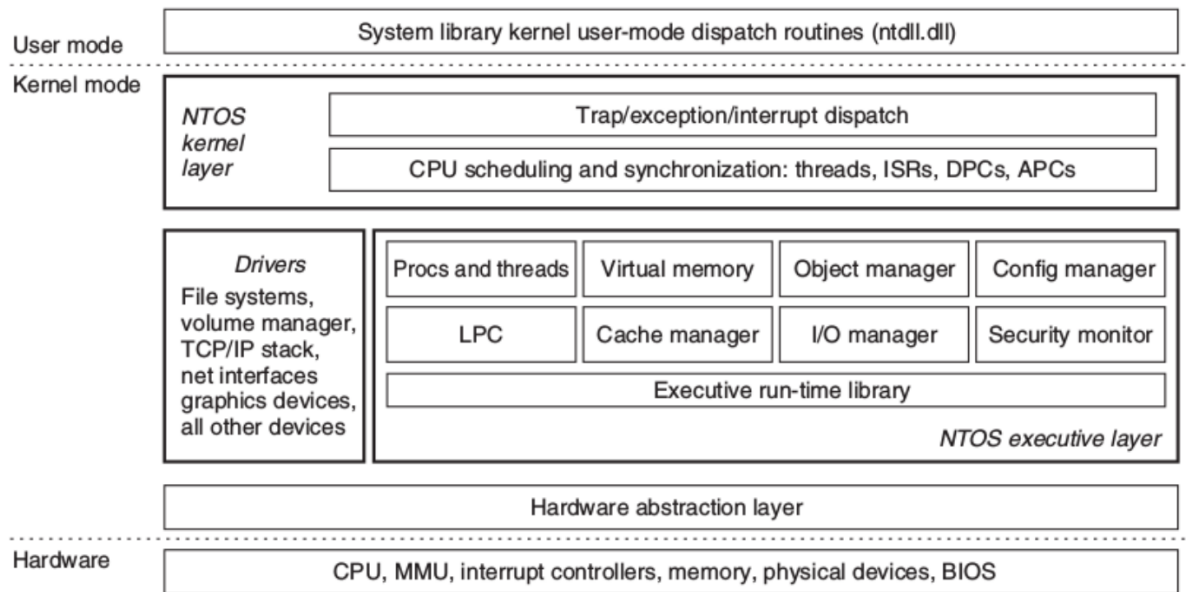 System library kernel user-mode dispatch routines (ntdll.dll)
User mode
Kernel mode
NTOS
kernel
layer
Trap/exception/interrupt dispatch
CPU scheduling and synchronization: threads, ISRs, DPCs, APCs
Drivers
File systems,
volume manager,
TCP/IP stack,
net interfaces
graphics devices,
all other devices
Procs and threads
Virtual memory
Object manager
Config manager
LPC
Cache manager
I/O manager
Security monitor
Executive run-time library
NTOS executive layer
Hardware abstraction layer
Hardware
CPU, MMU, interrupt controllers, memory, physical devices, BIOS